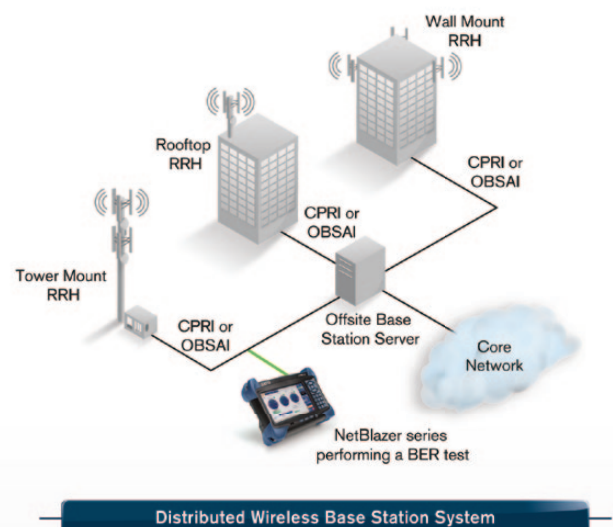 Wall Mount
RRH
Rooftop
RRH
CPRI or
OBSAI
CPRI or
OBSAI
Tower Mount
RRH
CPRI or
OBSAI
Offsite Base
Station Server
Core
Network
NetBlazer series
performing a BER test
Distributed Wireless Base Station System